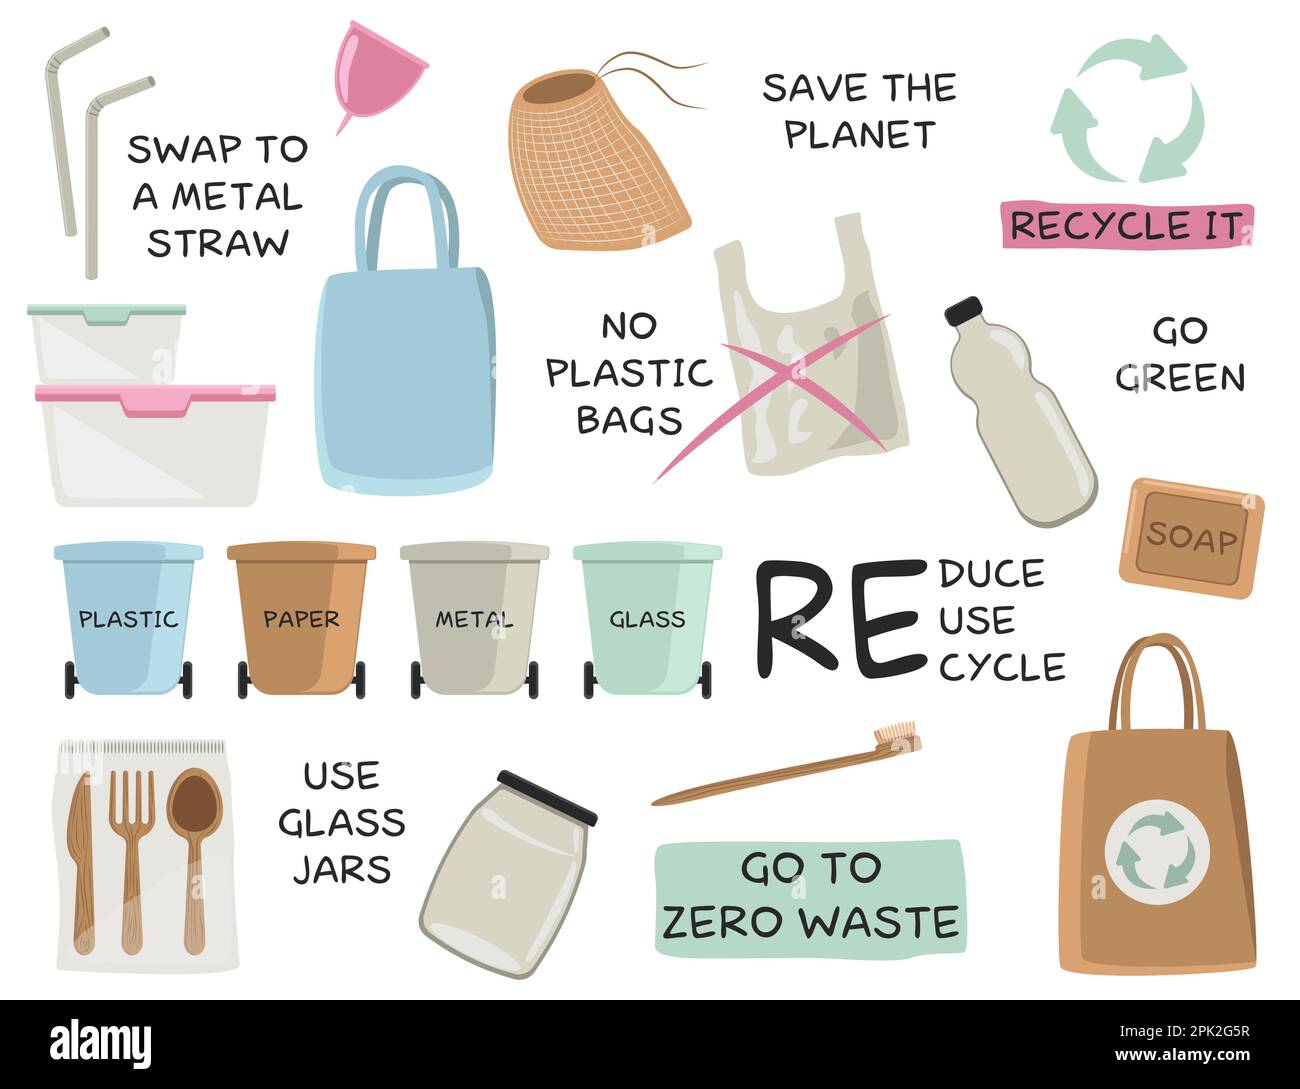 SWAP TO
A METAL
STRAW
SAVE THE
PLANET
RECYCLE IT
NO
PLASTIC
BAGS
GO
GREEN
SOAP
PLASTIC
PAPER
METAL
GLASS
RE
DUCE
USE
CYCLE
USE
GLASS
JARS
GO TO
ZERO WASTE
alamy
Image ID: 2PK2G5R
www.alamy.com